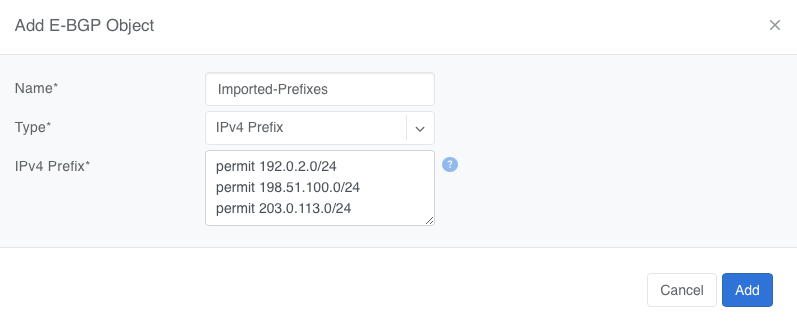 Add E-BGP Object
×
Name*
Imported-Prefixes
Type*
IPv4 Prefix
IPv4 Prefix*
permit 192.0.2.0/24
permit 198.51.100.0/24
permit 203.0.113.0/24
?
Cancel
Add